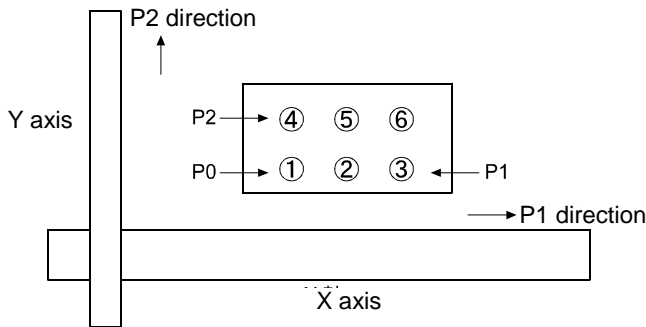 P2 direction
Y axis
P2 ④ ⑤ ⑥
P0 ① ② ③ P1
P1 direction
X axis